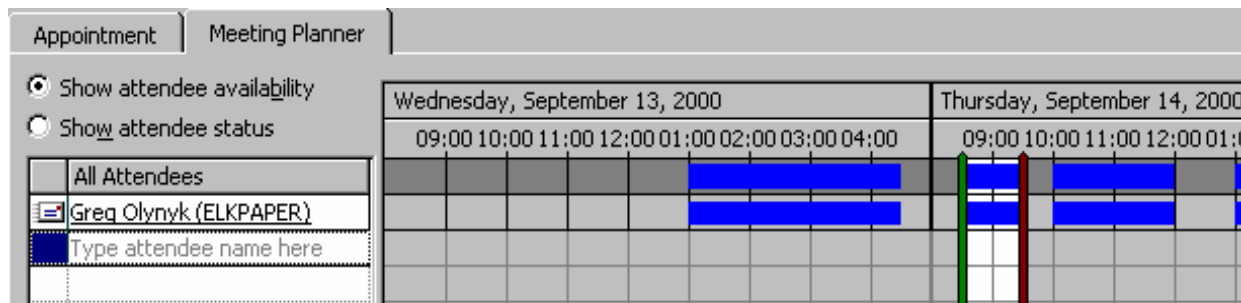 Appointment
Meeting Planner
Show attendee availability
Show attendee status
Wednesday, September 13, 2000
Thursday, September 14, 2000
09:00 10:00 11:00 12:00 01:00 02:00 03:00 04:00
09:00 10:00 11:00 12:00
All Attendees
Greg Olynyk (ELKPAPER)
Type attendee name here